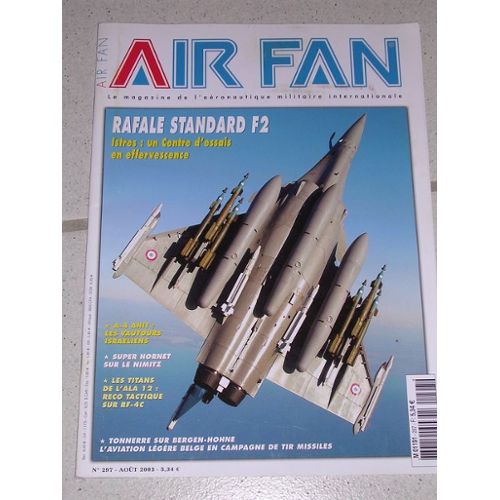 AIR FAN
AIR FAN
Le magazine de l'aéronautique militaire internationale
RAFALE STANDARD F2
Istres : un Centre d'essais
en effervescence
★ A-4 AHIT :
LES VAUTOURS
ISRAELIENS
★ SUPER HORNET
SUR LE NIMITZ
★ LES TITANS
DE L'ALA 12 :
RECO TACTIQUE
SUR RF-4C
★ TONNERRE SUR BERGEN-HOHNE
L'AVIATION LÉGÈRE BELGE EN CAMPAGNE DE TIR MISSILES
N° 297 - AOÛT 2003 - 5,34 €